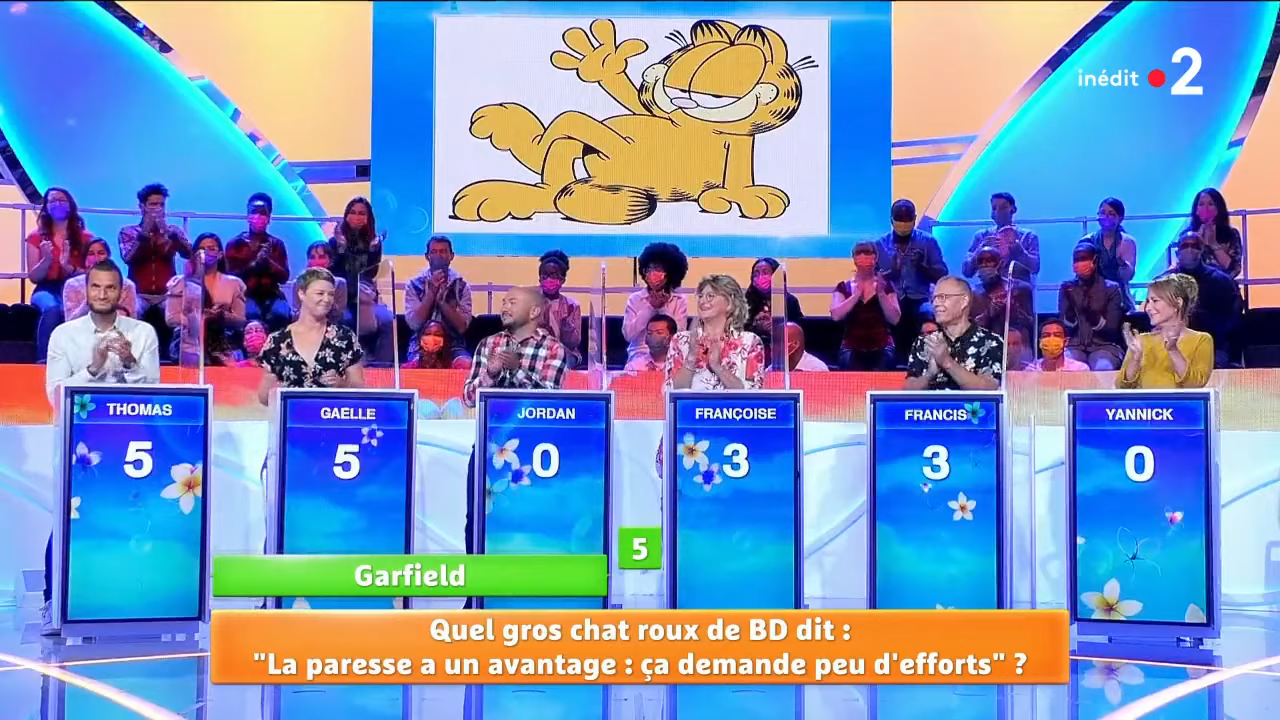 inédit 2
THOMAS
5
GAELLE
5
JORDAN
0
FRANÇOISE
3
FRANCIS
3
YANNICK
0
5
Garfield
Quel gros chat roux de BD dit :
"La paresse a un avantage : ça demande peu d'efforts" ?